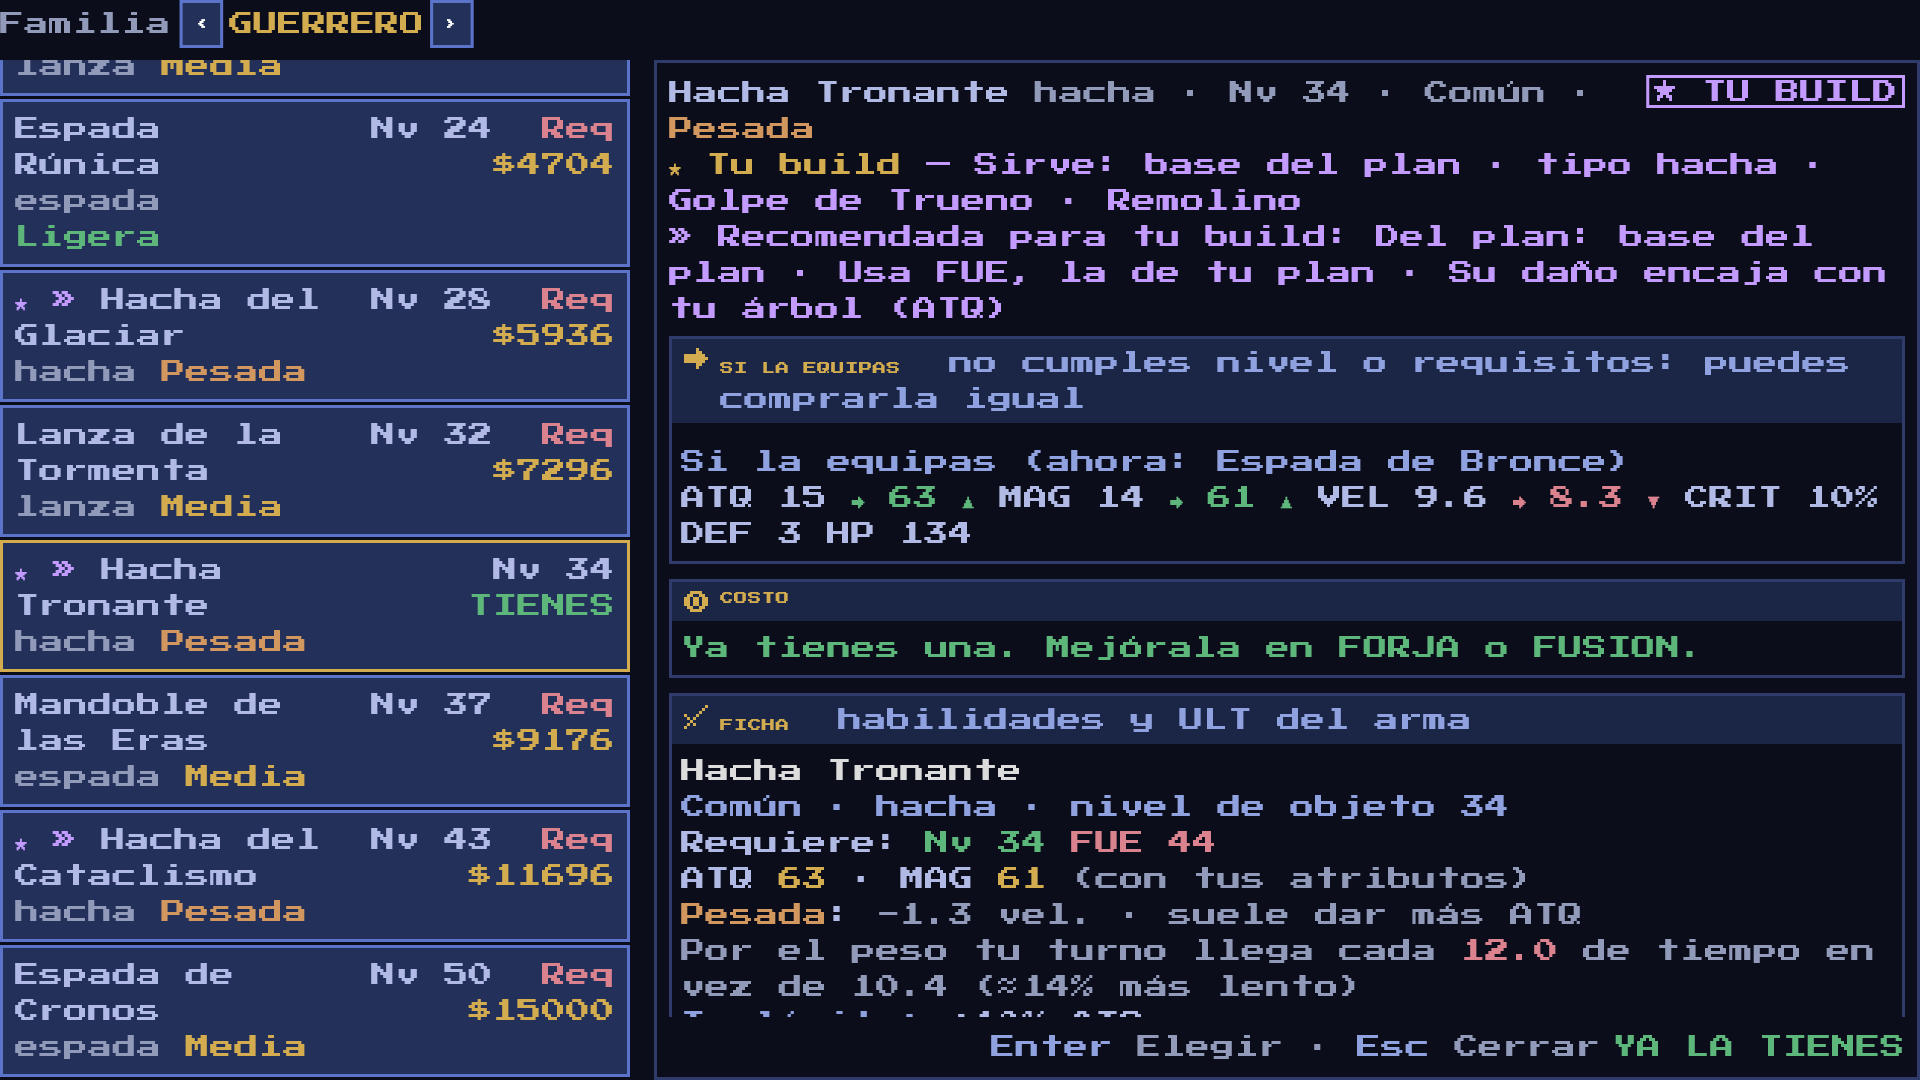 Familia ‹ GUERRERO ›
lanza Media
Espada Nv 24 Req
Rúnica $4704
espada
Ligera
★ » Hacha del Nv 28 Req
Glaciar $5936
hacha Pesada
Lanza de la Nv 32 Req
Tormenta $7296
lanza Media
★ » Hacha Nv 34
Tronante TIENES
hacha Pesada
Mandoble de Nv 37 Req
las Eras $9176
espada Media
★ » Hacha del Nv 43 Req
Cataclismo $11696
hacha Pesada
Espada de Nv 50 Req
Cronos $15000
espada Media
Hacha Tronante hacha · Nv 34 · Común · ★ TU BUILD
Pesada
★ Tu build — Sirve: base del plan · tipo hacha ·
Golpe de Trueno · Remolino
» Recomendada para tu build: Del plan: base del
plan · Usa FUE, la de tu plan · Su daño encaja con
tu árbol (ATQ)
SI LA EQUIPAS no cumples nivel o requisitos: puedes
comprarla igual
Si la equipas (ahora: Espada de Bronce)
ATQ 15 → 63 ▲ MAG 14 → 61 ▲ VEL 9.6 → 8.3 ▼ CRIT 10%
DEF 3 HP 134
COSTO
Ya tienes una. Mejórala en FORJA o FUSION.
FICHA habilidades y ULT del arma
Hacha Tronante
Común · hacha · nivel de objeto 34
Requiere: Nv 34 FUE 44
ATQ 63 · MAG 61 (con tus atributos)
Pesada: -1.3 vel. · suele dar más ATQ
Por el peso tu turno llega cada 12.0 de tiempo en
vez de 10.4 (≈14% más lento)
Enter Elegir · Esc Cerrar YA LA TIENES